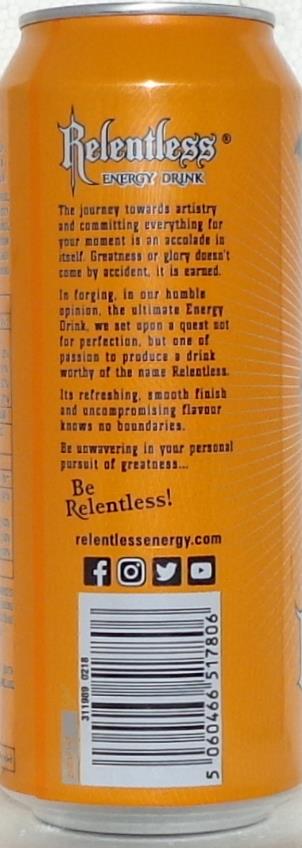 Relentless®
ENERGY DRINK
The journey towards artistry
and committing everything for
your moment is an accolade in
itself. Greatness or glory doesn't
come by accident, it is earned.
In forging, in our humble
opinion, the ultimate Energy
Drink, we set upon a quest not
for perfection, but one of
passion to produce a drink
worthy of the name Relentless.
Its refreshing, smooth finish
and uncompromising flavour
knows no boundaries.
Be unwavering in your personal
pursuit of greatness...
Be
Relentless!
relentlessenergy.com
311989 0218
5 060466 517806